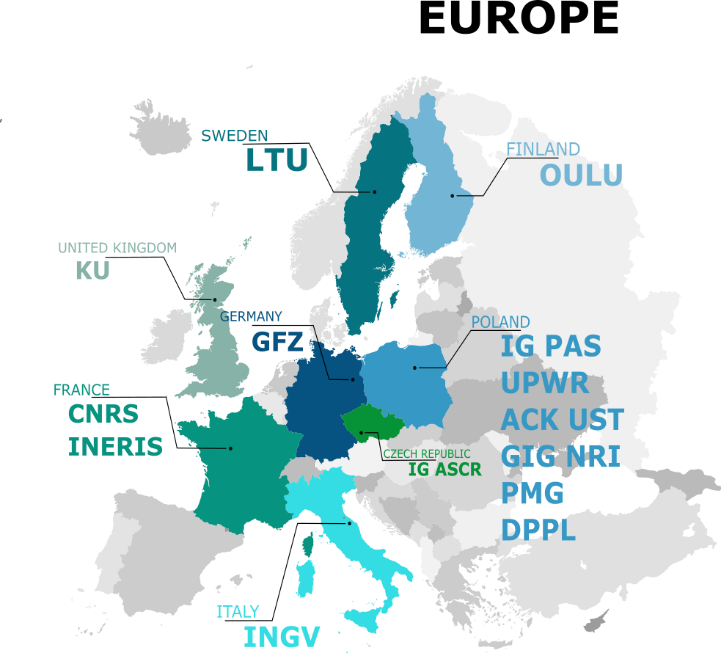 EUROPE
SWEDEN
LTU
FINLAND
OULU
UNITED KINGDOM
KU
GERMANY
GFZ
POLAND
IG PAS
UPWR
ACK UST
GIG NRI
PMG
DPPL
FRANCE
CNRS
INERIS
CZECH REPUBLIC
IG ASCR
ITALY
INGV